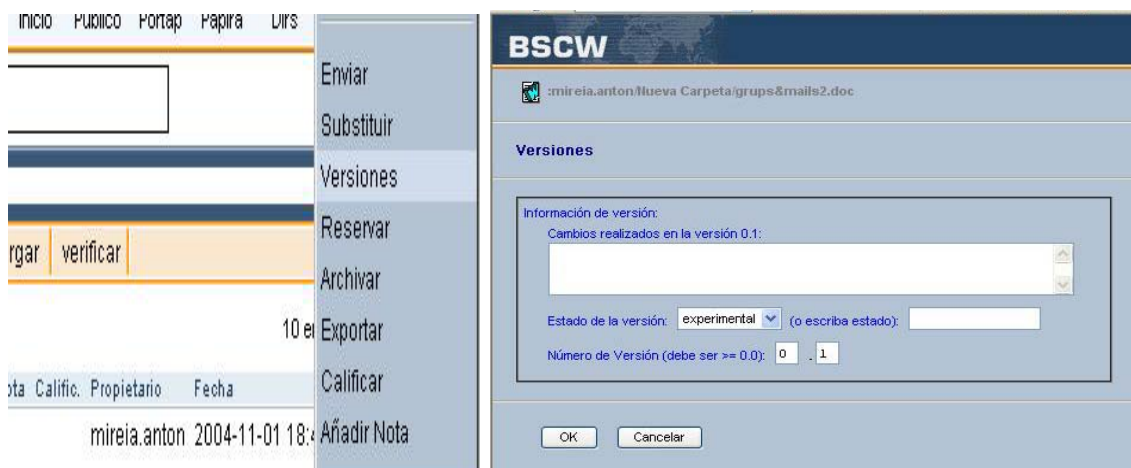 Inicio Público Portap Papira Dirs
Enviar
Substituir
Versiones
Reservar
verificar
Archivar
10
Exportar
Calific. Propietario Fecha
Calificar
mireia.anton 2004-11-01 18:4
Añadir Nota
BSCW
:mireia.anton/Nueva Carpeta/grups&mails2.doc
Versiones
Información de versión:
Cambios realizados en la versión 0.1:
Estado de la versión: experimental (o escriba estado):
Número de Versión (debe ser >= 0.0): 0 . 1
OK Cancelar